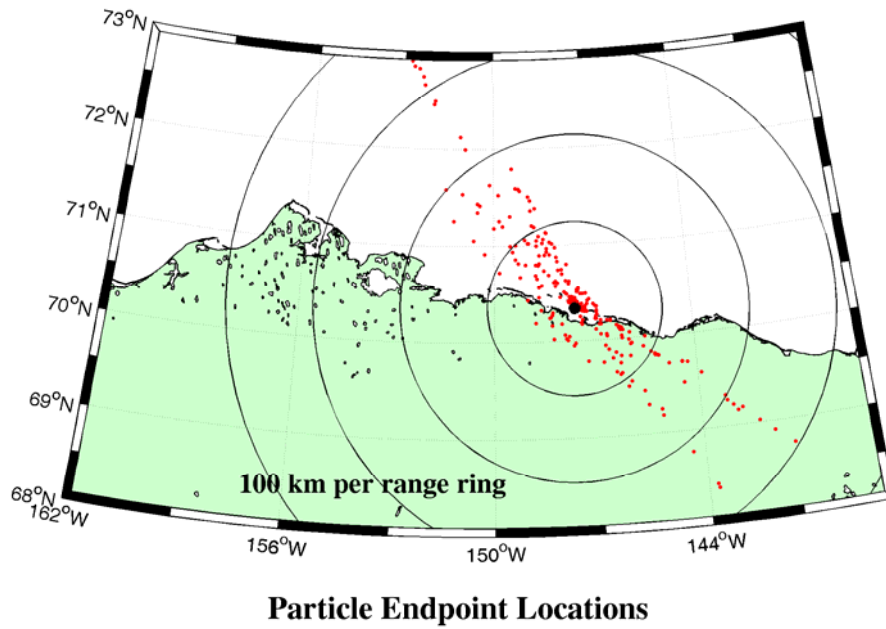 73°N
72°N
71°N
70°N
69°N
68°N
162°W
156°W
150°W
144°W
100 km per range ring
Particle Endpoint Locations